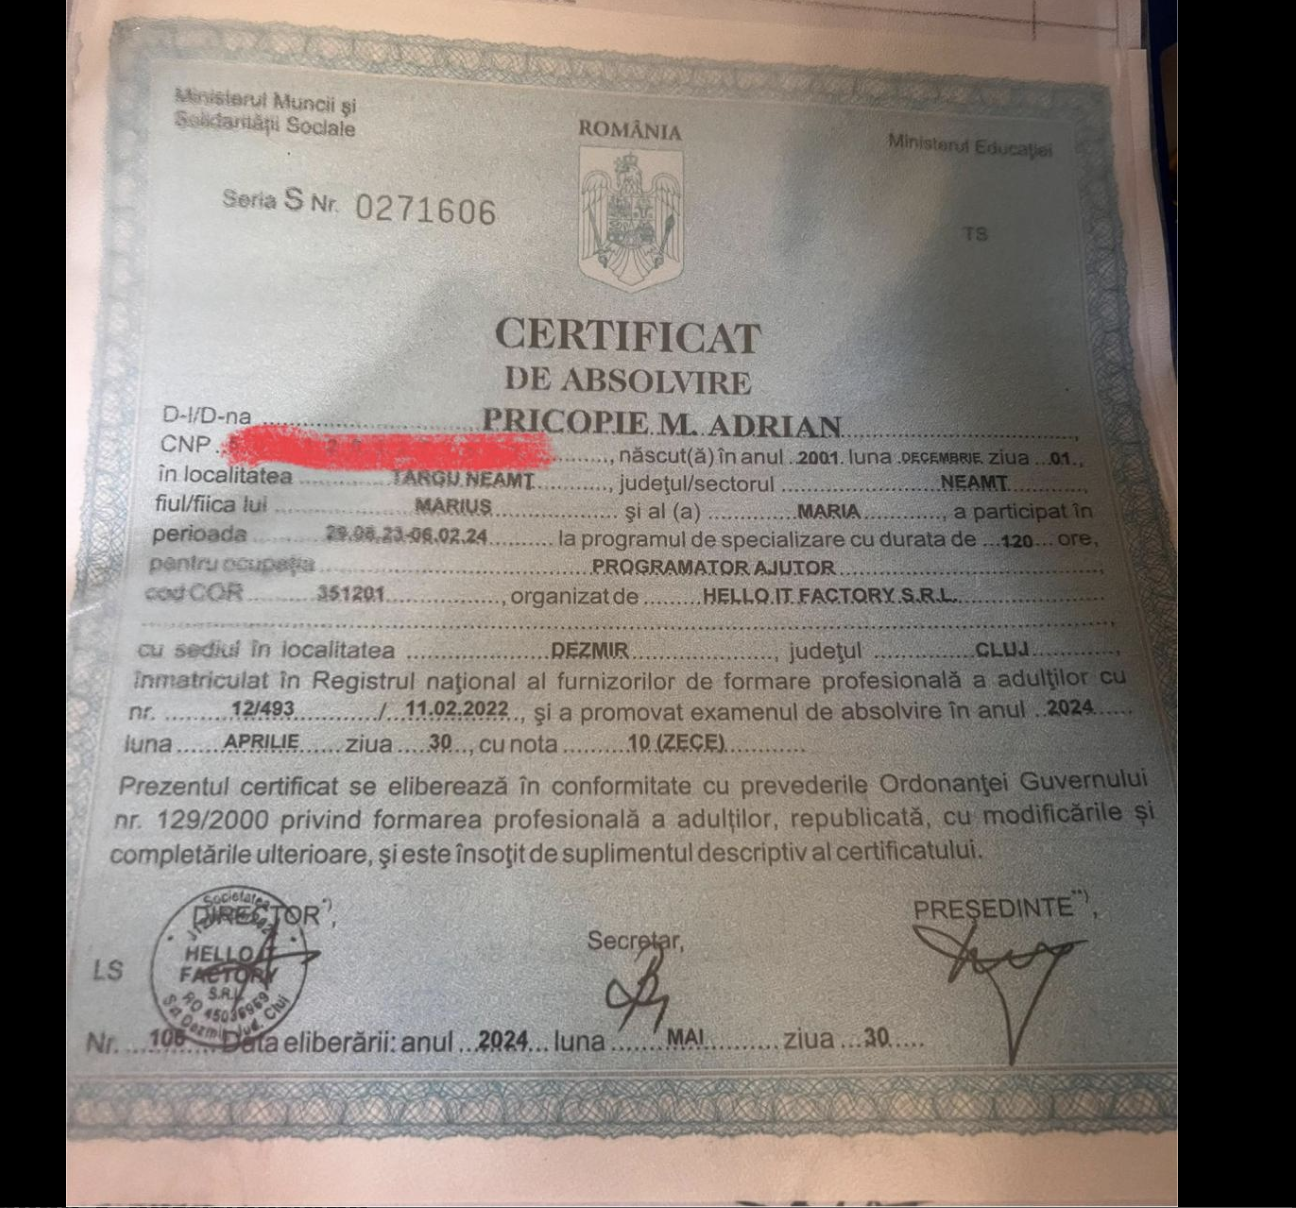 Ministerul Muncii şi
Solidarităţii Sociale
ROMÂNIA
Ministerul Educaţiei
Seria S Nr. 0271606
TS
CERTIFICAT
DE ABSOLVIRE
D-l/D-na PRICOPIE M. ADRIAN
CNP , născut(ă) în anul 2001 luna DECEMBRIE ziua 01,
în localitatea TARGU NEAMT, judeţul/sectorul NEAMT,
fiul/fiica lui MARIUS şi al (a) MARIA, a participat în
perioada 29.08.23-06.02.24 la programul de specializare cu durata de 120 ore,
pentru ocupaţia PROGRAMATOR AJUTOR
cod COR 351201, organizat de HELLO IT FACTORY S.R.L.
cu sediul în localitatea DEZMIR, judeţul CLUJ,
înmatriculat în Registrul naţional al furnizorilor de formare profesională a adulţilor cu
nr. 12/493 / 11.02.2022, şi a promovat examenul de absolvire în anul 2024
luna APRILIE ziua 30, cu nota 10 (ZECE)
Prezentul certificat se eliberează în conformitate cu prevederile Ordonanţei Guvernului
nr. 129/2000 privind formarea profesională a adulţilor, republicată, cu modificările şi
completările ulterioare, şi este însoţit de suplimentul descriptiv al certificatului.
DIRECTOR*),
Secretar,
PREŞEDINTE**),
LS
Societatea
HELLO IT
FACTORY
S.R.L.
RO 45036969
Sat Dezmir Jud. Cluj
Nr. 106 Data eliberării: anul 2024 luna MAI ziua 30